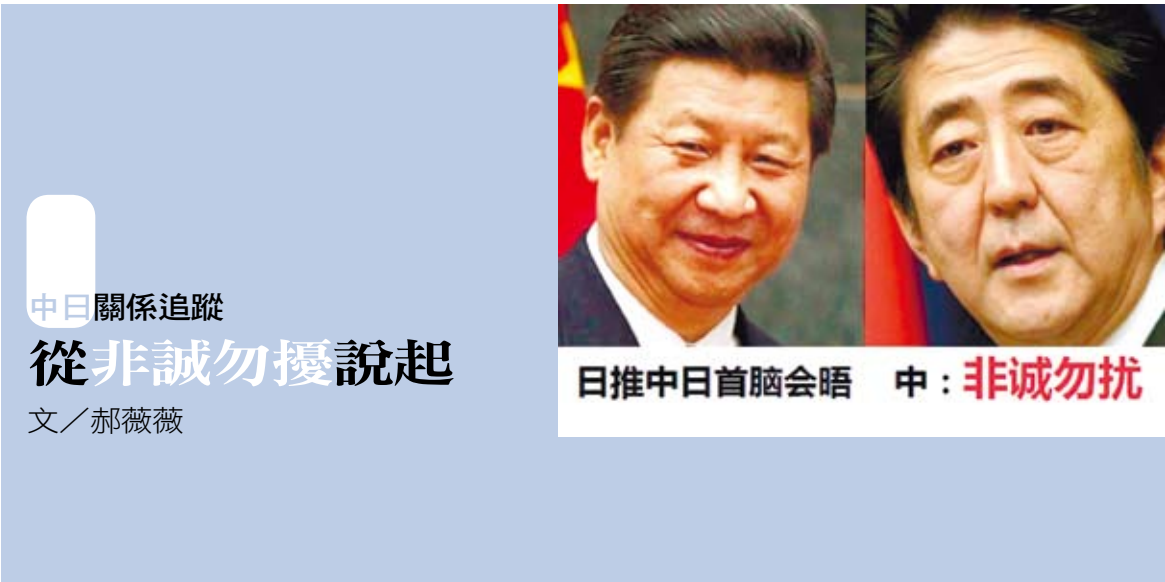 中日關係追蹤
從非誠勿擾說起
文／郝薇薇
日推中日首脑会晤 中：非诚勿扰